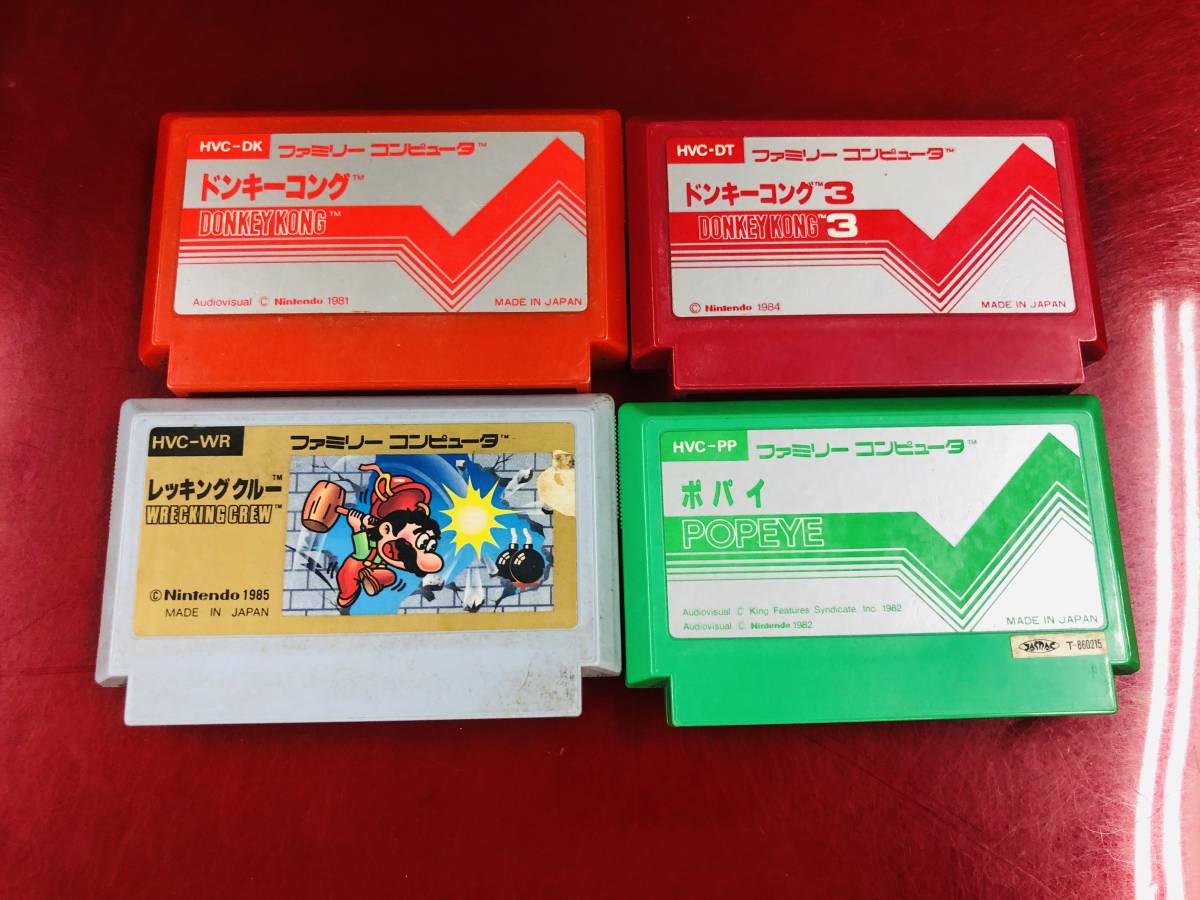 HVC-DK ファミリー コンピュータ™
ドンキーコング™
DONKEY KONG™
Audiovisual © Nintendo 1981 MADE IN JAPAN
HVC-DT ファミリー コンピュータ™
ドンキーコング™3
DONKEY KONG™3
© Nintendo 1984 MADE IN JAPAN
HVC-WR ファミリー コンピュータ™
レッキングクルー™
WRECKING CREW™
© Nintendo 1985
MADE IN JAPAN
HVC-PP ファミリー コンピュータ™
ポパイ
POPEYE
Audiovisual © King Features Syndicate, Inc. 1982
Audiovisual © Nintendo 1982 MADE IN JAPAN
JASRAC T-860215